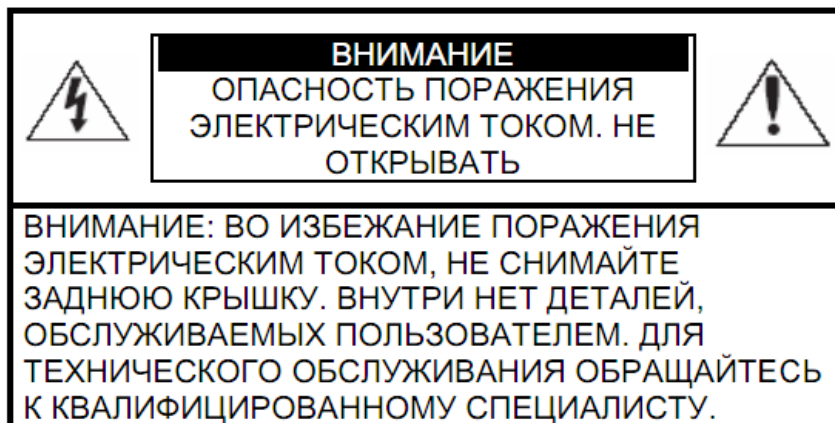 ВНИМАНИЕ
ОПАСНОСТЬ ПОРАЖЕНИЯ
ЭЛЕКТРИЧЕСКИМ ТОКОМ. НЕ
ОТКРЫВАТЬ
ВНИМАНИЕ: ВО ИЗБЕЖАНИЕ ПОРАЖЕНИЯ
ЭЛЕКТРИЧЕСКИМ ТОКОМ, НЕ СНИМАЙТЕ
ЗАДНЮЮ КРЫШКУ. ВНУТРИ НЕТ ДЕТАЛЕЙ,
ОБСЛУЖИВАЕМЫХ ПОЛЬЗОВАТЕЛЕМ. ДЛЯ
ТЕХНИЧЕСКОГО ОБСЛУЖИВАНИЯ ОБРАЩАЙТЕСЬ
К КВАЛИФИЦИРОВАННОМУ СПЕЦИАЛИСТУ.